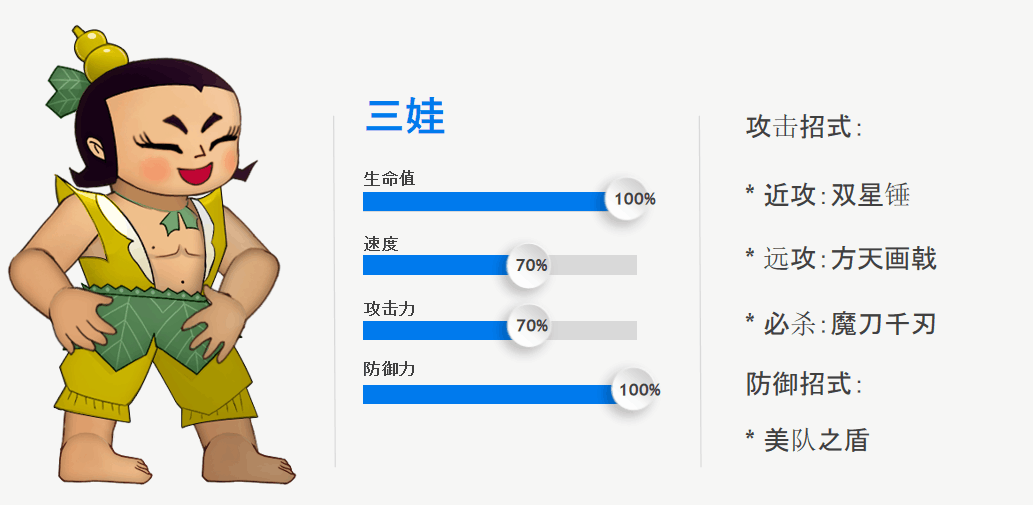 三娃
生命值
100%
速度
70%
攻击力
70%
防御力
100%
攻击招式:
* 近攻:双星锤
* 远攻:方天画戟
* 必杀:魔刀千刃
防御招式:
* 美队之盾